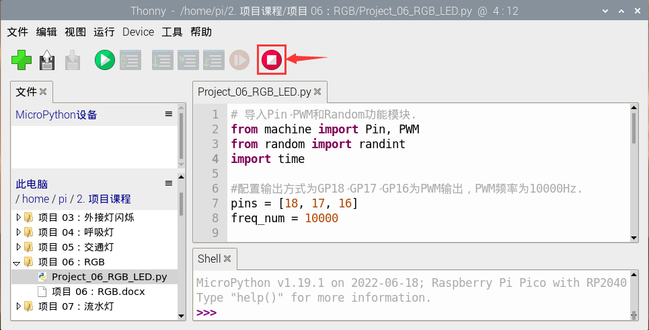 Thonny - /home/pi/2. 项目课程/项目 06：RGB/Project_06_RGB_LED.py @ 4 : 12
文件 编辑 视图 运行 Device 工具 帮助
文件
MicroPython设备
此电脑
/ home / pi / 2. 项目课程
项目 03：外接灯闪烁
项目 04：呼吸灯
项目 05：交通灯
项目 06：RGB
Project_06_RGB_LED.py
项目 06：RGB.docx
项目 07：流水灯
Project_06_RGB_LED.py
1 # 导入Pin、PWM和Random功能模块.
2 from machine import Pin, PWM
3 from random import randint
4 import time
5
6 #配置输出方式为GP18、GP17、GP16为PWM输出，PWM频率为10000Hz.
7 pins = [18, 17, 16]
8 freq_num = 10000
9
Shell
MicroPython v1.19.1 on 2022-06-18; Raspberry Pi Pico with RP2040
Type "help()" for more information.
>>>